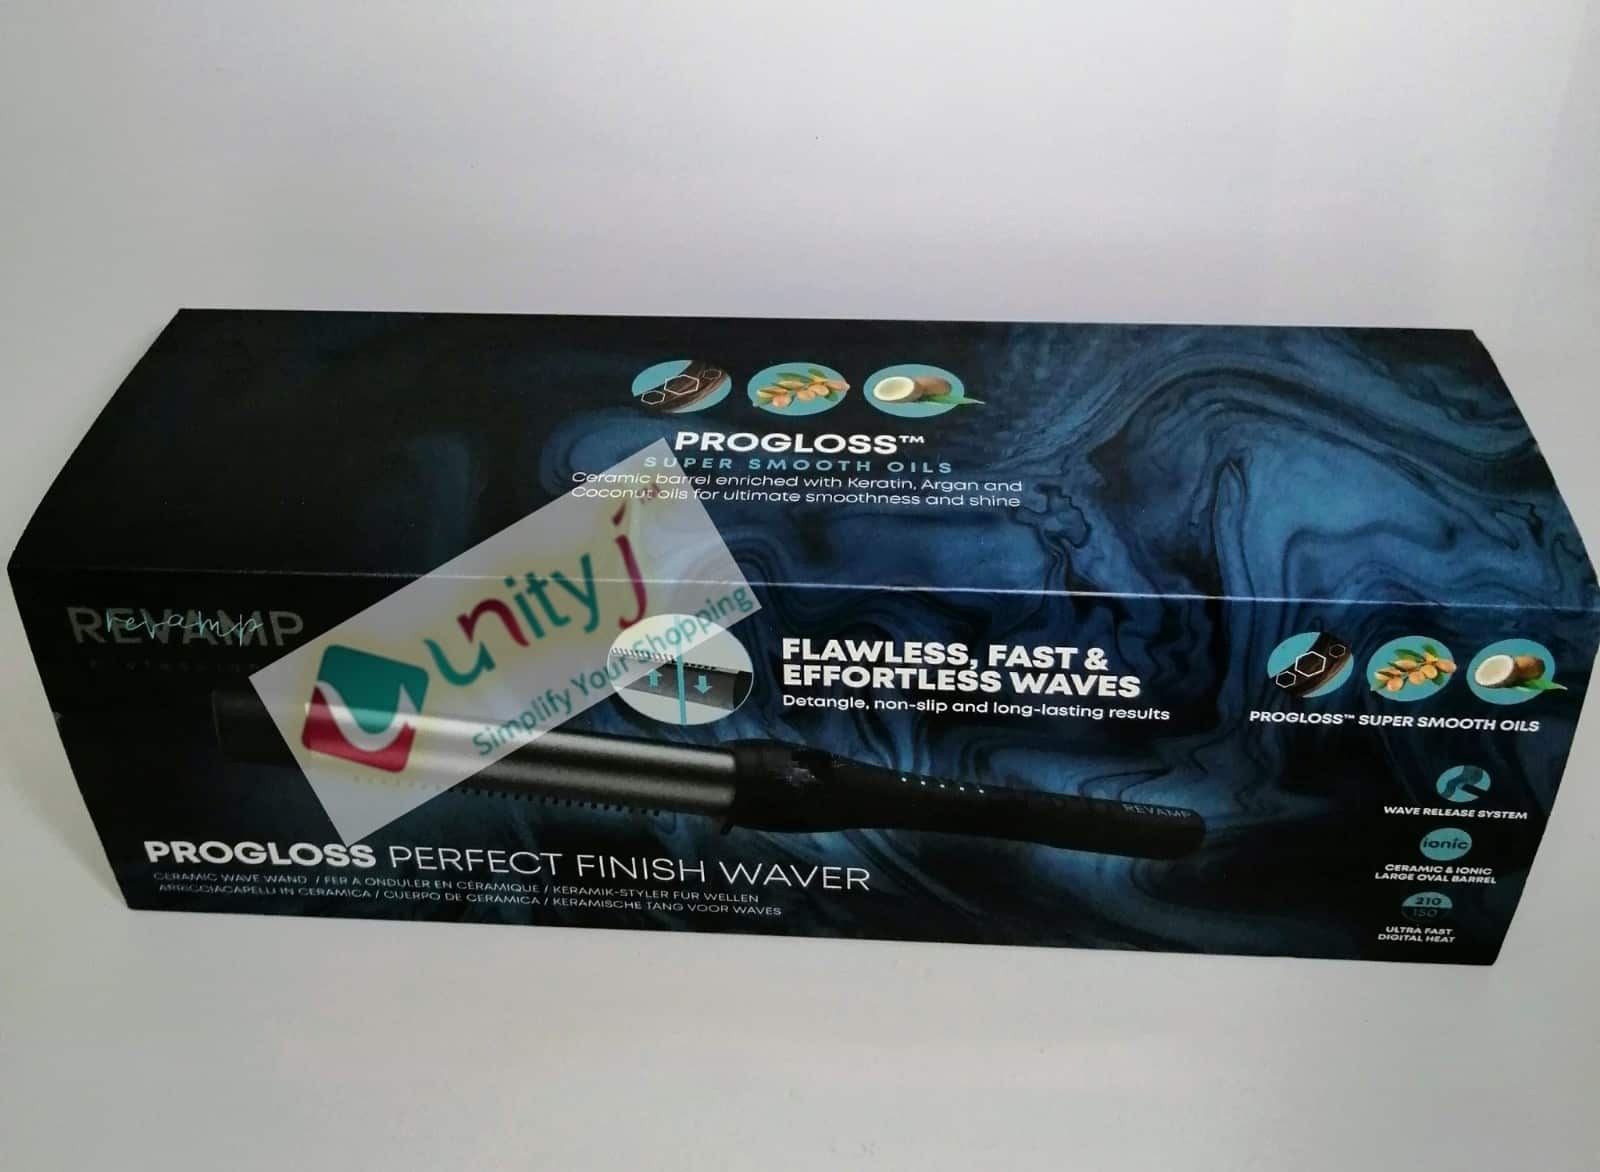 PROGLOSS™
SUPER SMOOTH OILS
Ceramic barrel enriched with Keratin, Argan and
Coconut oils for ultimate smoothness and shine
REVAMP
revamp
unityj
Simplify Your Shopping
FLAWLESS, FAST &
EFFORTLESS WAVES
Detangle, non-slip and long-lasting results
PROGLOSS™ SUPER SMOOTH OILS
WAVE RELEASE SYSTEM
ionic
CERAMIC & IONIC
LARGE OVAL BARREL
210
150
ULTRA FAST
DIGITAL HEAT
REVAMP
PROGLOSS PERFECT FINISH WAVER
CERAMIC WAVE WAND / FER A ONDULER EN CÉRAMIQUE / KERAMIK-STYLER FÜR WELLEN
ARRICCIACAPELLI IN CERAMICA / CUERPO DE CERÁMICA / KERAMISCHE TANG VOOR WAVES